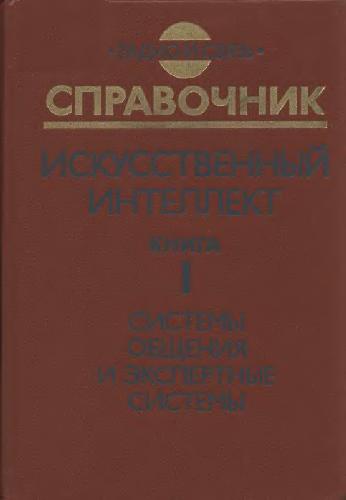 ·РАДИО И СВЯЗЬ·
СПРАВОЧНИК
ИСКУССТВЕННЫЙ
ИНТЕЛЛЕКТ
КНИГА
1
СИСТЕМЫ
ОБЩЕНИЯ
И ЭКСПЕРТНЫЕ
СИСТЕМЫ